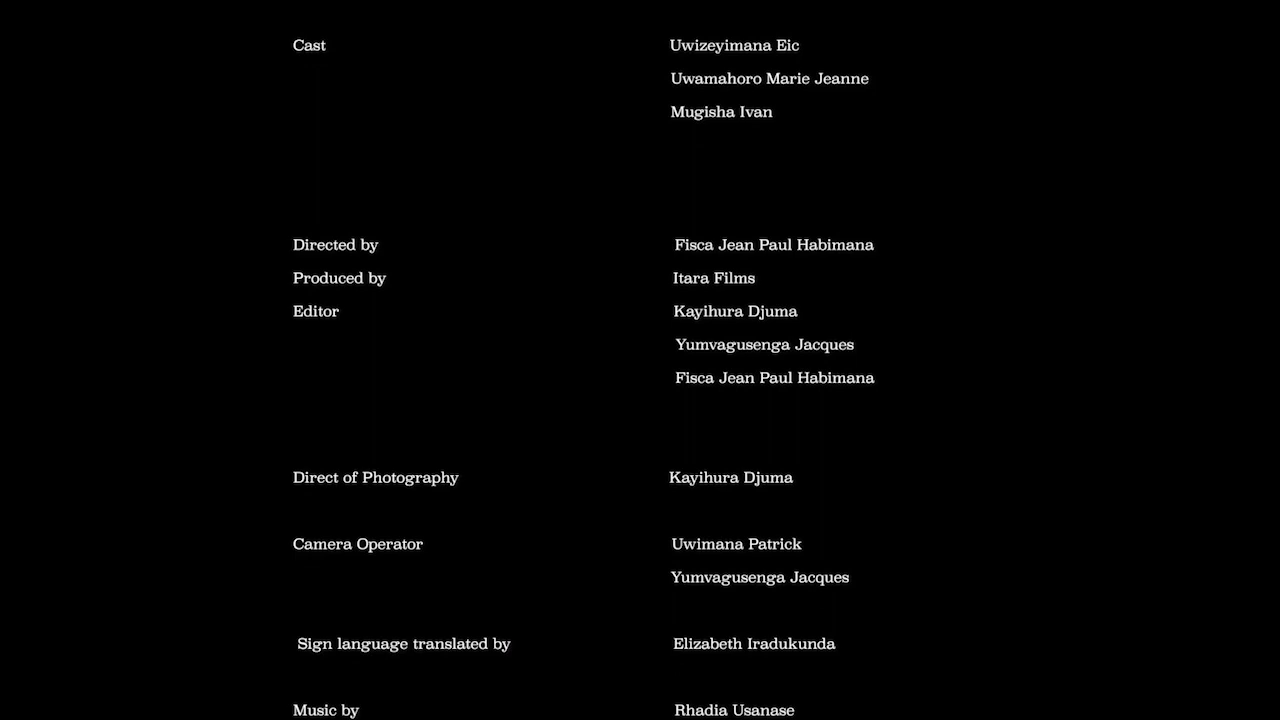 Cast Uwizeyimana Eic
Uwamahoro Marie Jeanne
Mugisha Ivan
Directed by Fisca Jean Paul Habimana
Produced by Itara Films
Editor Kayihura Djuma
Yumvagusenga Jacques
Fisca Jean Paul Habimana
Direct of Photography Kayihura Djuma
Camera Operator Uwimana Patrick
Yumvagusenga Jacques
Sign language translated by Elizabeth Iradukunda
Music by Rhadia Usanase